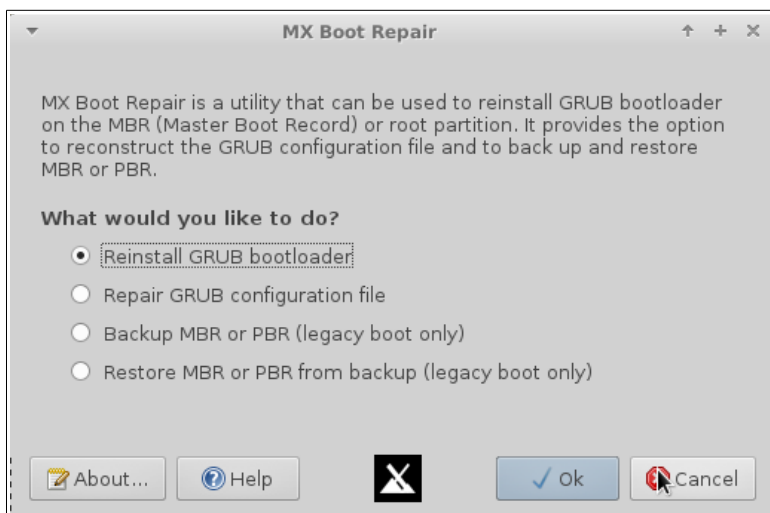 MX Boot Repair
MX Boot Repair is a utility that can be used to reinstall GRUB bootloader
on the MBR (Master Boot Record) or root partition. It provides the option
to reconstruct the GRUB configuration file and to back up and restore
MBR or PBR.
What would you like to do?
Reinstall GRUB bootloader
Repair GRUB configuration file
Backup MBR or PBR (legacy boot only)
Restore MBR or PBR from backup (legacy boot only)
About... Help Ok Cancel